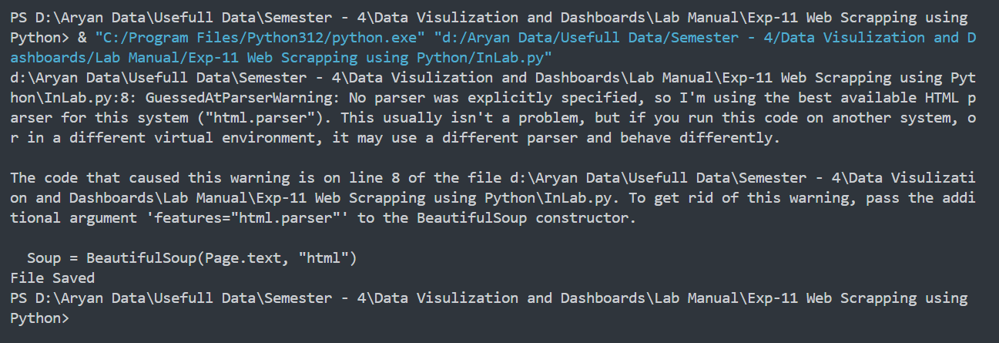 PS D:\Aryan Data\Usefull Data\Semester - 4\Data Visulization and Dashboards\Lab Manual\Exp-11 Web Scrapping using
Python> & "C:/Program Files/Python312/python.exe" "d:/Aryan Data/Usefull Data/Semester - 4/Data Visulization and D
ashboards/Lab Manual/Exp-11 Web Scrapping using Python/InLab.py"
d:\Aryan Data\Usefull Data\Semester - 4\Data Visulization and Dashboards\Lab Manual\Exp-11 Web Scrapping using Pyt
hon\InLab.py:8: GuessedAtParserWarning: No parser was explicitly specified, so I'm using the best available HTML p
arser for this system ("html.parser"). This usually isn't a problem, but if you run this code on another system, o
r in a different virtual environment, it may use a different parser and behave differently.

The code that caused this warning is on line 8 of the file d:\Aryan Data\Usefull Data\Semester - 4\Data Visulizati
on and Dashboards\Lab Manual\Exp-11 Web Scrapping using Python\InLab.py. To get rid of this warning, pass the addi
tional argument 'features="html.parser"' to the BeautifulSoup constructor.

  Soup = BeautifulSoup(Page.text, "html")
File Saved
PS D:\Aryan Data\Usefull Data\Semester - 4\Data Visulization and Dashboards\Lab Manual\Exp-11 Web Scrapping using
Python>